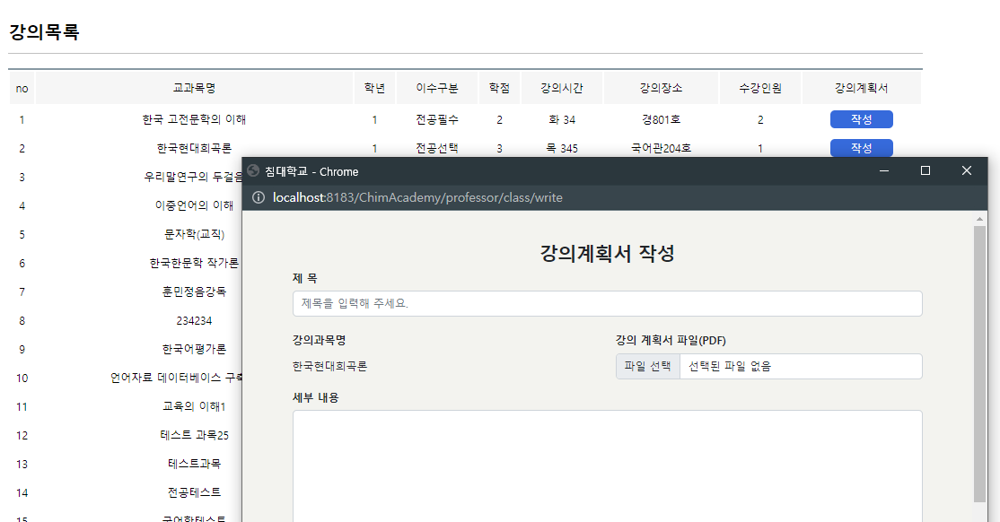 강의목록
no 교과목명 학년 이수구분 학점 강의시간 강의장소 수강인원 강의계획서
1 한국 고전문학의 이해 1 전공필수 2 화 34 경801호 2 작성
2 한국현대희곡론 1 전공선택 3 목 345 국어관204호 1 작성
3 우리말연구의 두걸음
4 이중언어의 이해
5 문자학(교직)
6 한국한문학 작가론
7 훈민정음강독
8 234234
9 한국어평가론
10 언어자료 데이터베이스 구축
11 교육의 이해1
12 테스트 과목25
13 테스트과목
14 전공테스트
15 국어학테스트
침대학교 - Chrome
localhost:8183/ChimAcademy/professor/class/write
강의계획서 작성
제 목
제목을 입력해 주세요.
강의과목명 강의 계획서 파일(PDF)
한국현대희곡론 파일 선택 선택된 파일 없음
세부 내용